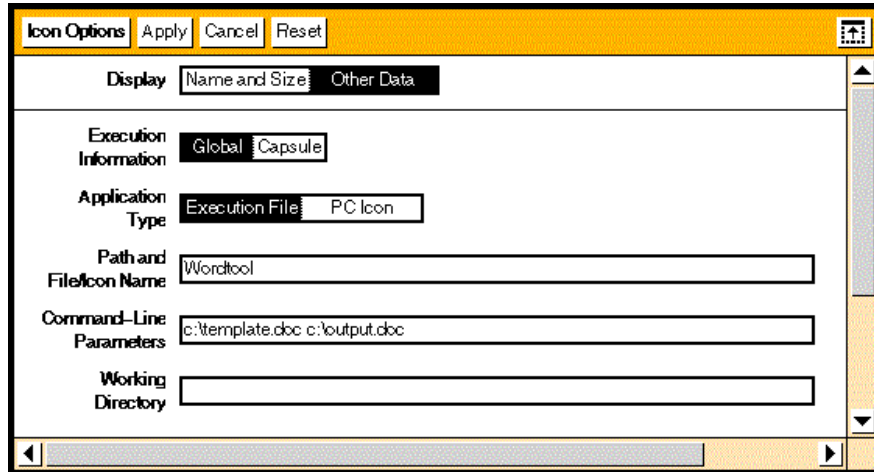 Icon Options Apply Cancel Reset
Display Name and Size Other Data
Execution
Information Global Capsule
Application
Type Execution File PC Icon
Path and
File/Icon Name Wordtool
Command–Line
Parameters c:\template.doc c:\output.doc
Working
Directory